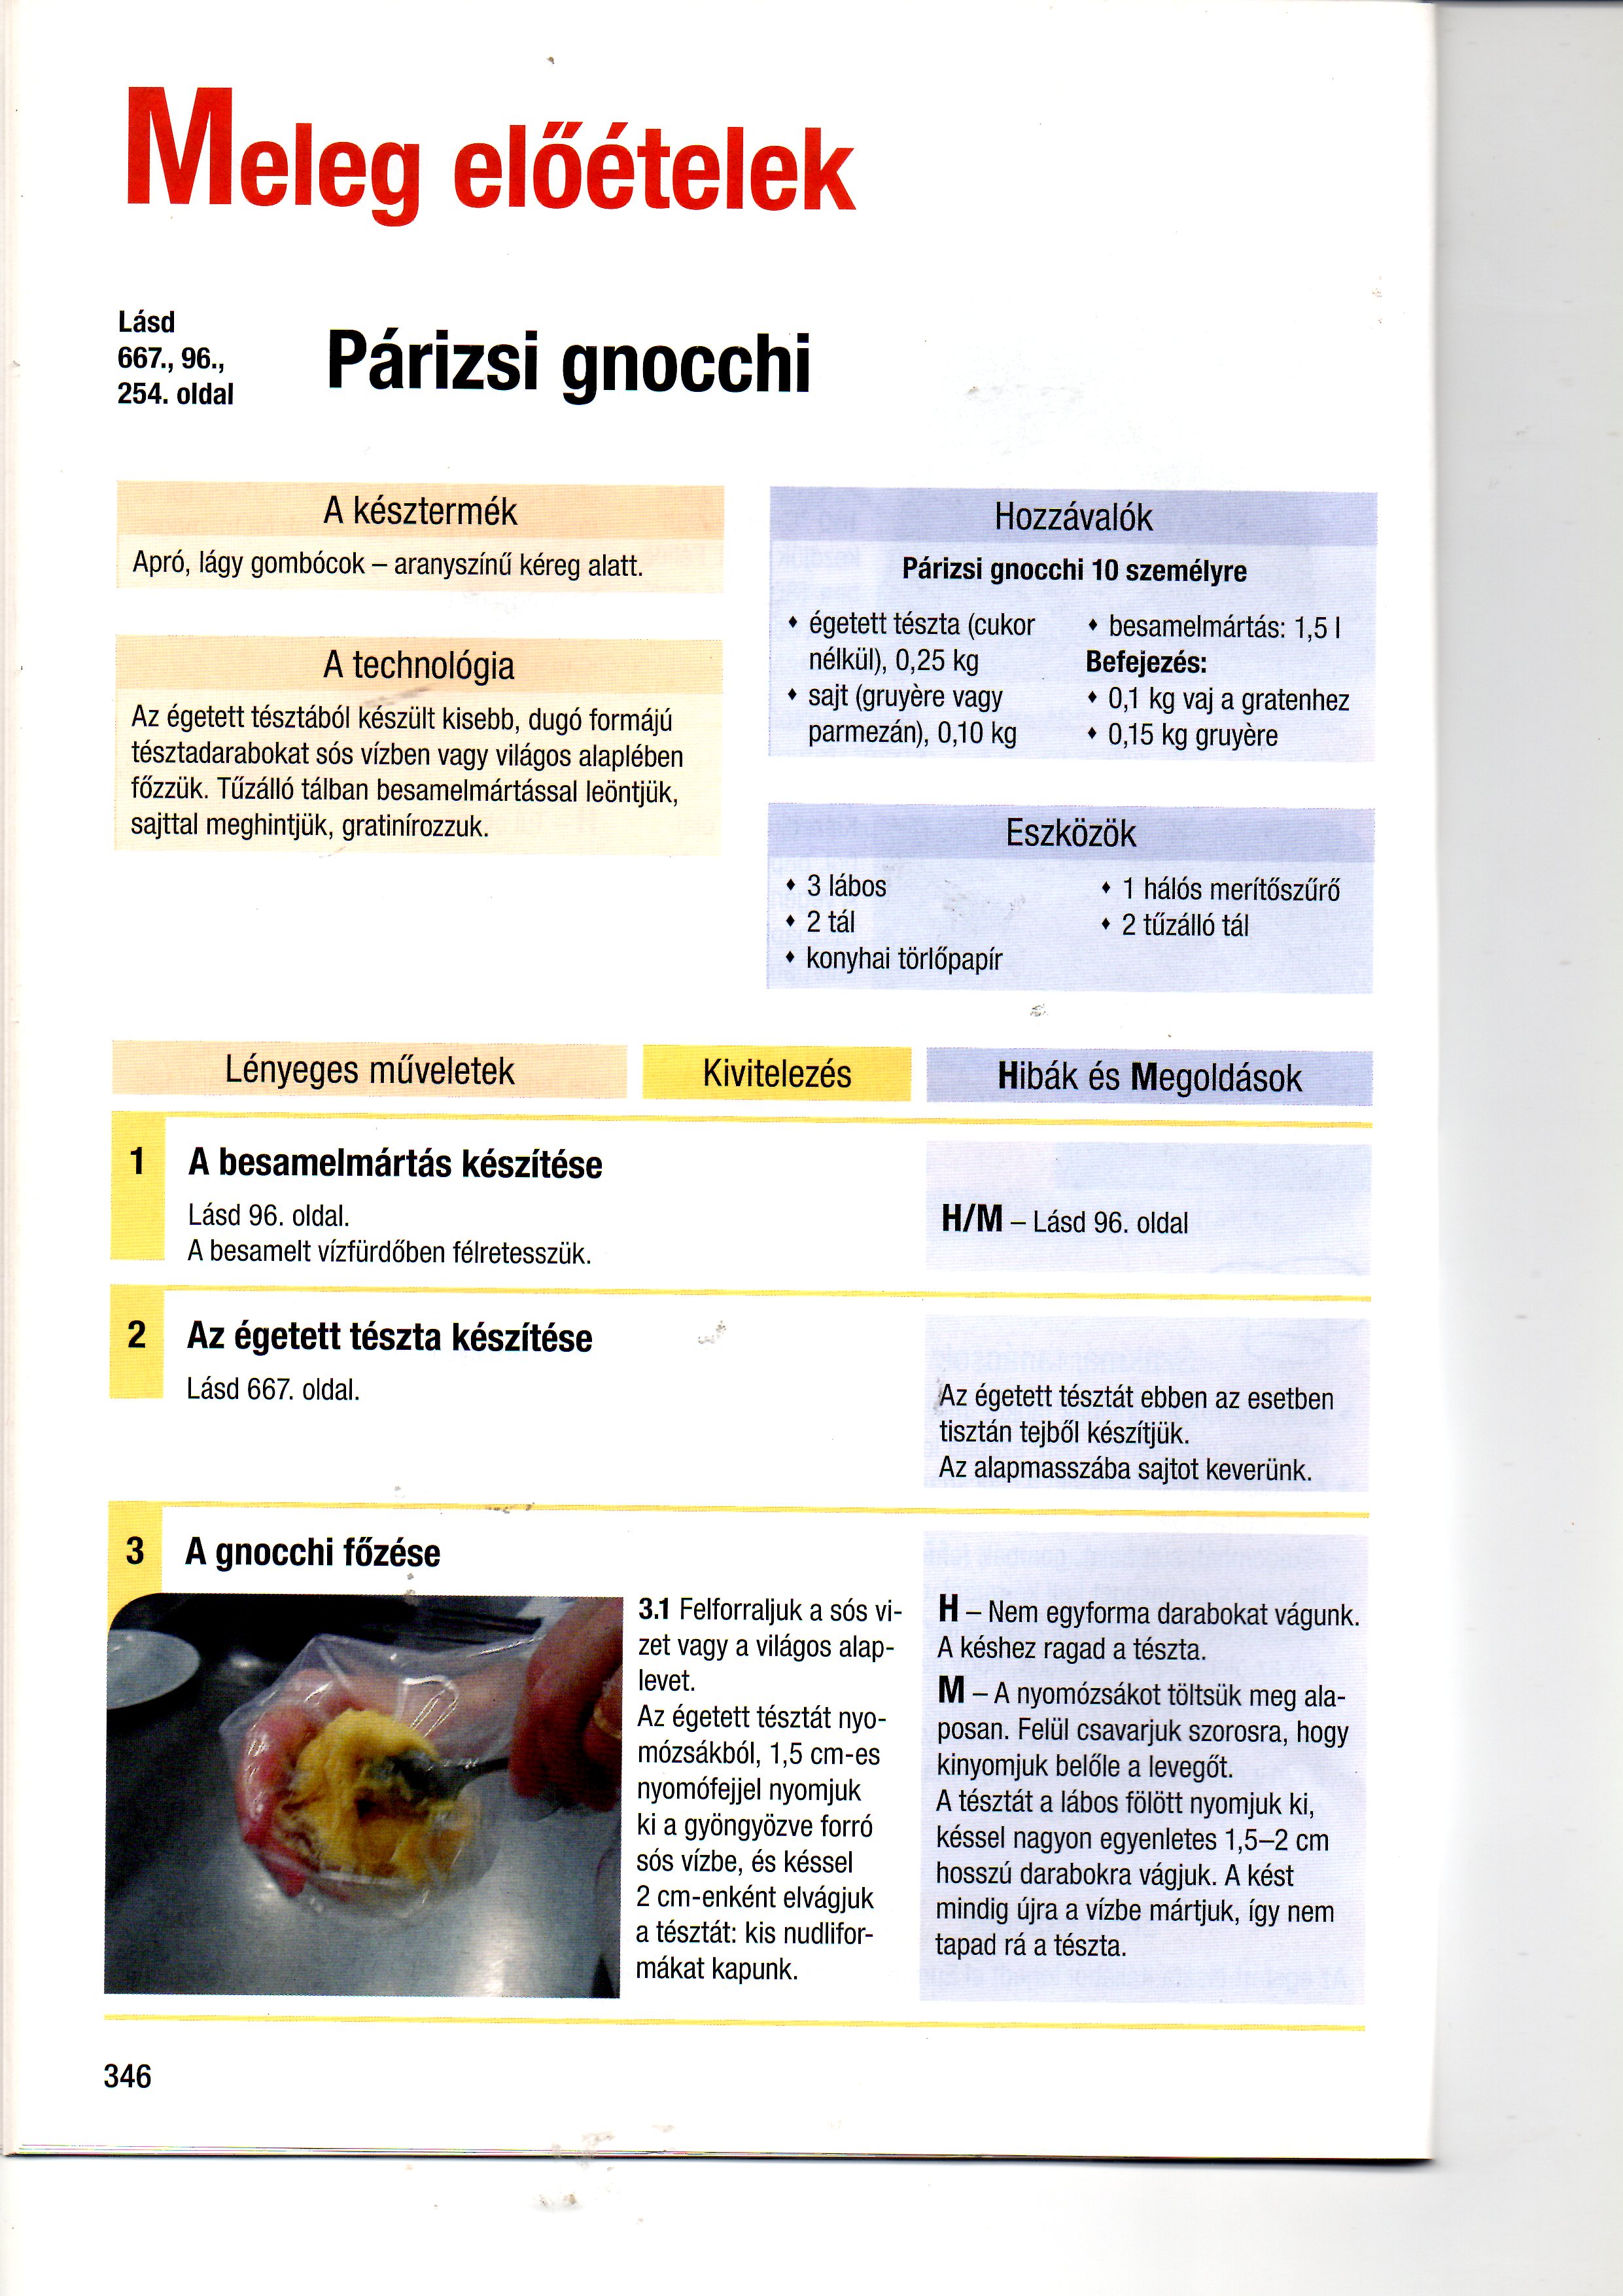 Meleg előételek
Lásd
667., 96.,
254. oldal
Párizsi gnocchi
A késztermék
Apró, lágy gombócok – aranyszínű kéreg alatt.
A technológia
Az égetett tésztából készült kisebb, dugó formájú
tésztadarabokat sós vízben vagy világos alaplében
főzzük. Tűzálló tálban besamelmártással leöntjük,
sajttal meghintjük, gratinírozzuk.
Hozzávalók
Párizsi gnocchi 10 személyre
♦ égetett tészta (cukor
nélkül), 0,25 kg
♦ sajt (gruyère vagy
parmezán), 0,10 kg
♦ besamelmártás: 1,5 l
Befejezés:
♦ 0,1 kg vaj a gratenhez
♦ 0,15 kg gruyère
Eszközök
♦ 3 lábos
♦ 2 tál
♦ konyhai törlőpapír
♦ 1 hálós merítőszűrő
♦ 2 tűzálló tál
Lényeges műveletek
Kivitelezés
Hibák és Megoldások
1 A besamelmártás készítése
Lásd 96. oldal.
A besamelt vízfürdőben félretesszük.
H/M – Lásd 96. oldal
2 Az égetett tészta készítése
Lásd 667. oldal.
Az égetett tésztát ebben az esetben
tisztán tejből készítjük.
Az alapmasszába sajtot keverünk.
3 A gnocchi főzése
3.1 Felforraljuk a sós vi-
zet vagy a világos alap-
levet.
Az égetett tésztát nyo-
mózsákból, 1,5 cm-es
nyomófejjel nyomjuk
ki a gyöngyözve forró
sós vízbe, és késsel
2 cm-enként elvágjuk
a tésztát: kis nudlifor-
mákat kapunk.
H – Nem egyforma darabokat vágunk.
A késhez ragad a tészta.
M – A nyomózsákot töltsük meg ala-
posan. Felül csavarjuk szorosra, hogy
kinyomjuk belőle a levegőt.
A tésztát a lábos fölött nyomjuk ki,
késsel nagyon egyenletes 1,5–2 cm
hosszú darabokra vágjuk. A kést
mindig újra a vízbe mártjuk, így nem
tapad rá a tészta.
346